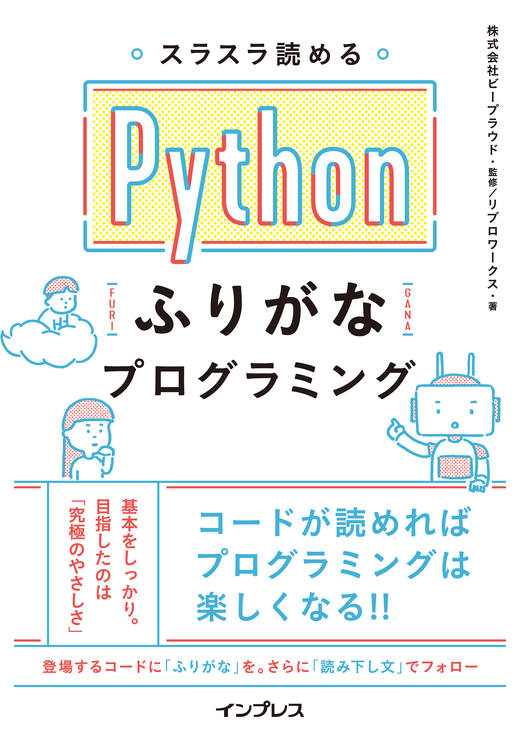 スラスラ読める
株式会社ビープラウド・監修/リブロワークス・著
Python
FURI
ふりがな
GANA
プログラミング
基本をしっかり。
目指したのは
「究極のやさしさ」
コードが読めれば
プログラミングは
楽しくなる!!
登場するコードに「ふりがな」を。さらに「読み下し文」でフォロー
インプレス